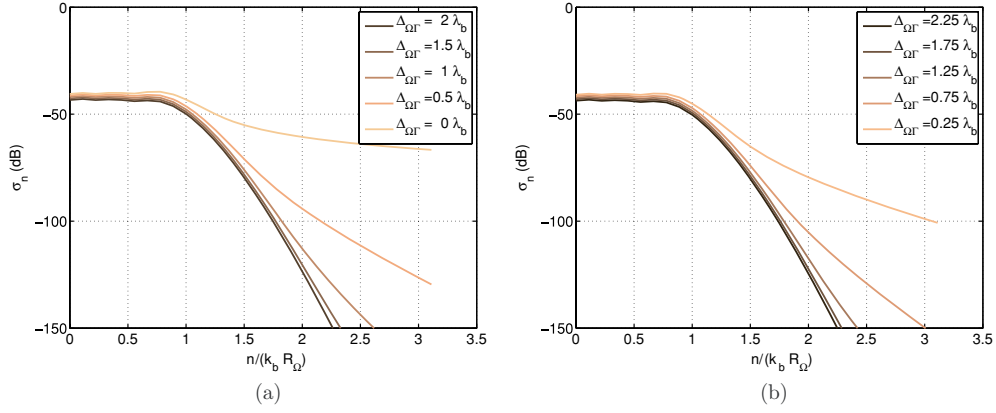 0
−50
−100
−150
σn (dB)
0 0.5 1 1.5 2 2.5 3 3.5
n/(kb RΩ)
ΔΩΓ = 2 λb
ΔΩΓ =1.5 λb
ΔΩΓ = 1 λb
ΔΩΓ =0.5 λb
ΔΩΓ = 0 λb
(a)
0
−50
−100
−150
σn (dB)
0 0.5 1 1.5 2 2.5 3 3.5
n/(kb RΩ)
ΔΩΓ =2.25 λb
ΔΩΓ =1.75 λb
ΔΩΓ =1.25 λb
ΔΩΓ =0.75 λb
ΔΩΓ =0.25 λb
(b)